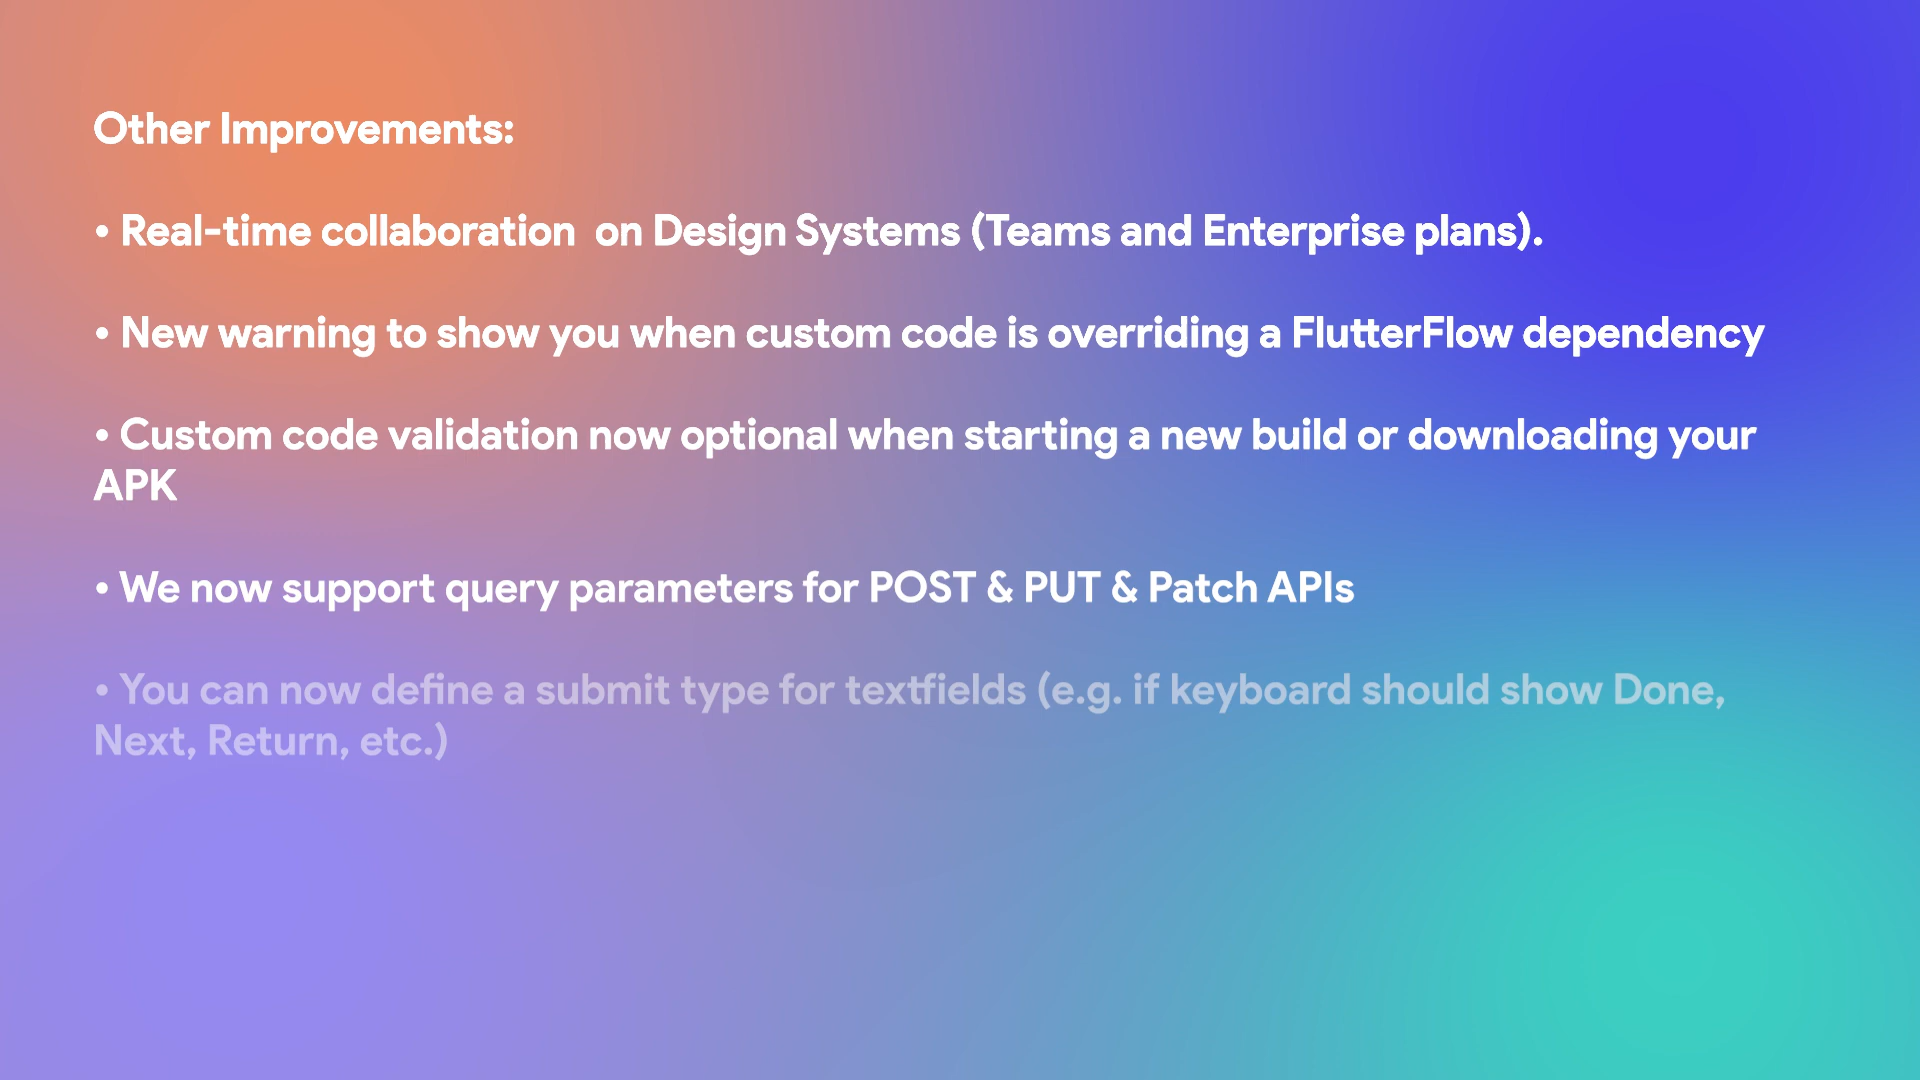 Other Improvements:
• Real-time collaboration  on Design Systems (Teams and Enterprise plans).
• New warning to show you when custom code is overriding a FlutterFlow dependency
• Custom code validation now optional when starting a new build or downloading your
APK
• We now support query parameters for POST & PUT & Patch APIs
• You can now define a submit type for textfields (e.g. if keyboard should show Done,
Next, Return, etc.)